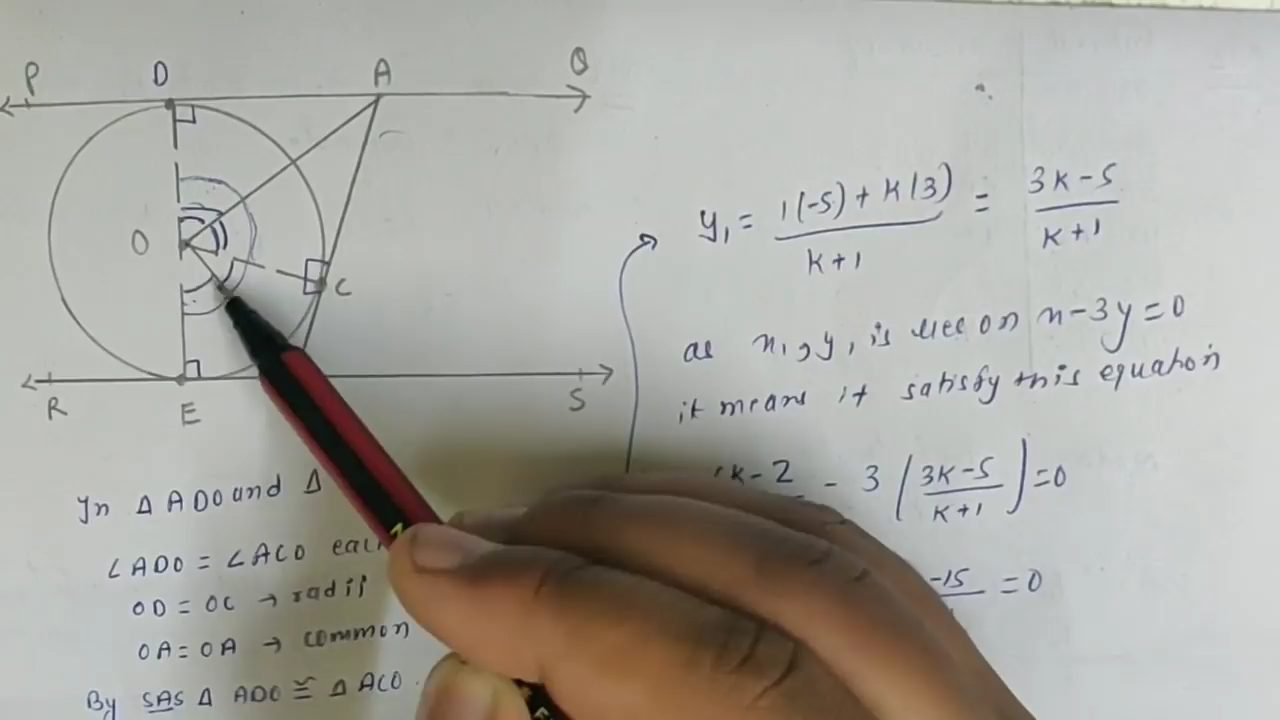 P D A Q
O
C
R E S
In Δ ADO and Δ
∠ADO = ∠ACO each
OD = OC → radii
OA = OA → common
By SAS Δ ADO ≅ Δ ACO.
y₁ = 1(-5) + k(3) / k+1 = 3k-5 / k+1
as x₁, y₁ is on x-3y=0
it means it satisfy this equation
k-2 - 3 (3k-5 / k+1) = 0
-15 = 0